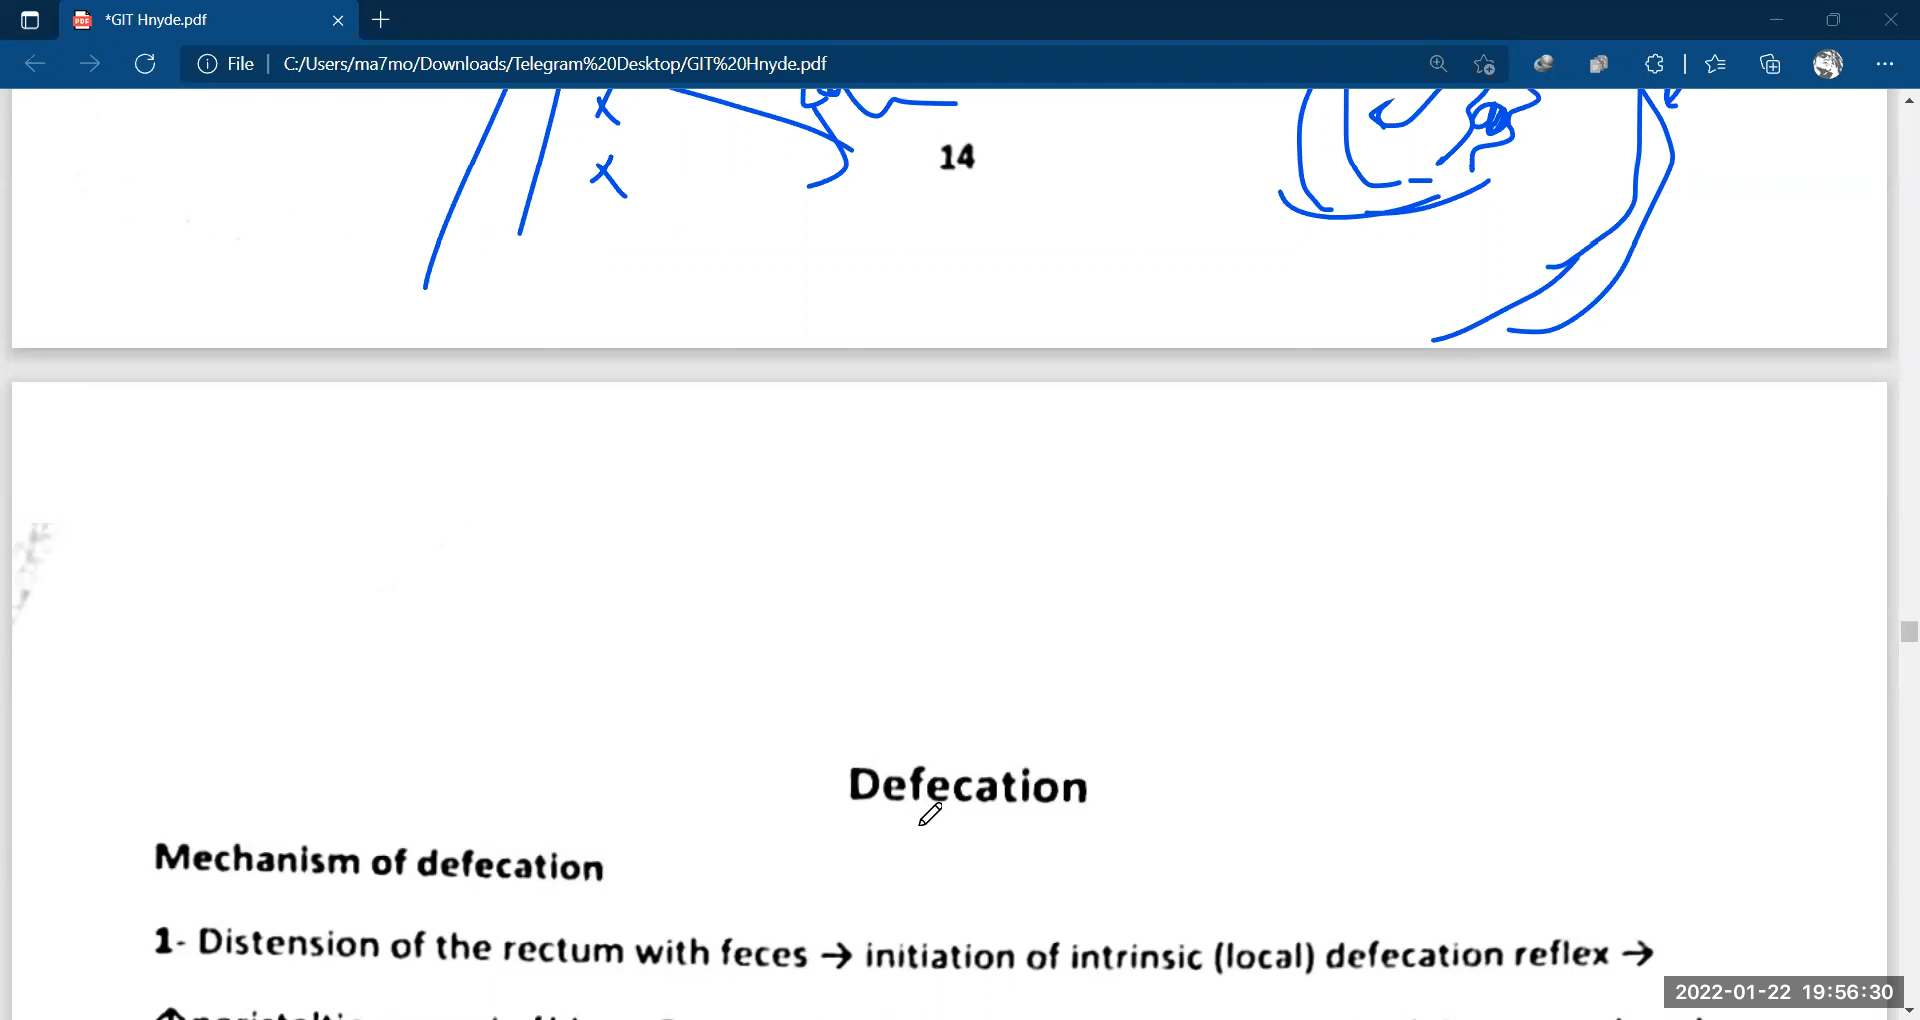 *GIT Hnyde.pdf
File
C:/Users/ma7mo/Downloads/Telegram%20Desktop/GIT%20Hnyde.pdf
14
Defecation
Mechanism of defecation
1- Distension of the rectum with feces → initiation of intrinsic (local) defecation reflex →
2022-01-22 19:56:30